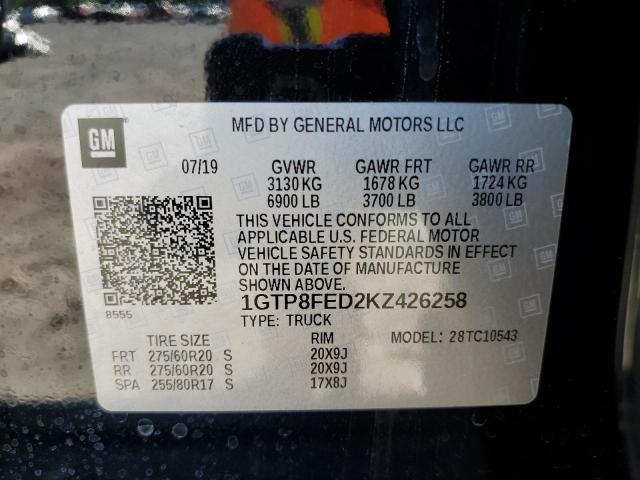 GM
MFD BY GENERAL MOTORS LLC
07/19 GVWR GAWR FRT GAWR RR
3130 KG 1678 KG 1724 KG
6900 LB 3700 LB 3800 LB
THIS VEHICLE CONFORMS TO ALL
APPLICABLE U.S. FEDERAL MOTOR
VEHICLE SAFETY STANDARDS IN EFFECT
ON THE DATE OF MANUFACTURE
SHOWN ABOVE.
1GTP8FED2KZ426258
8555
TYPE: TRUCK MODEL: 28TC10543
TIRE SIZE RIM
FRT 275/60R20 S 20X9J
RR 275/60R20 S 20X9J
SPA 255/80R17 S 17X8J